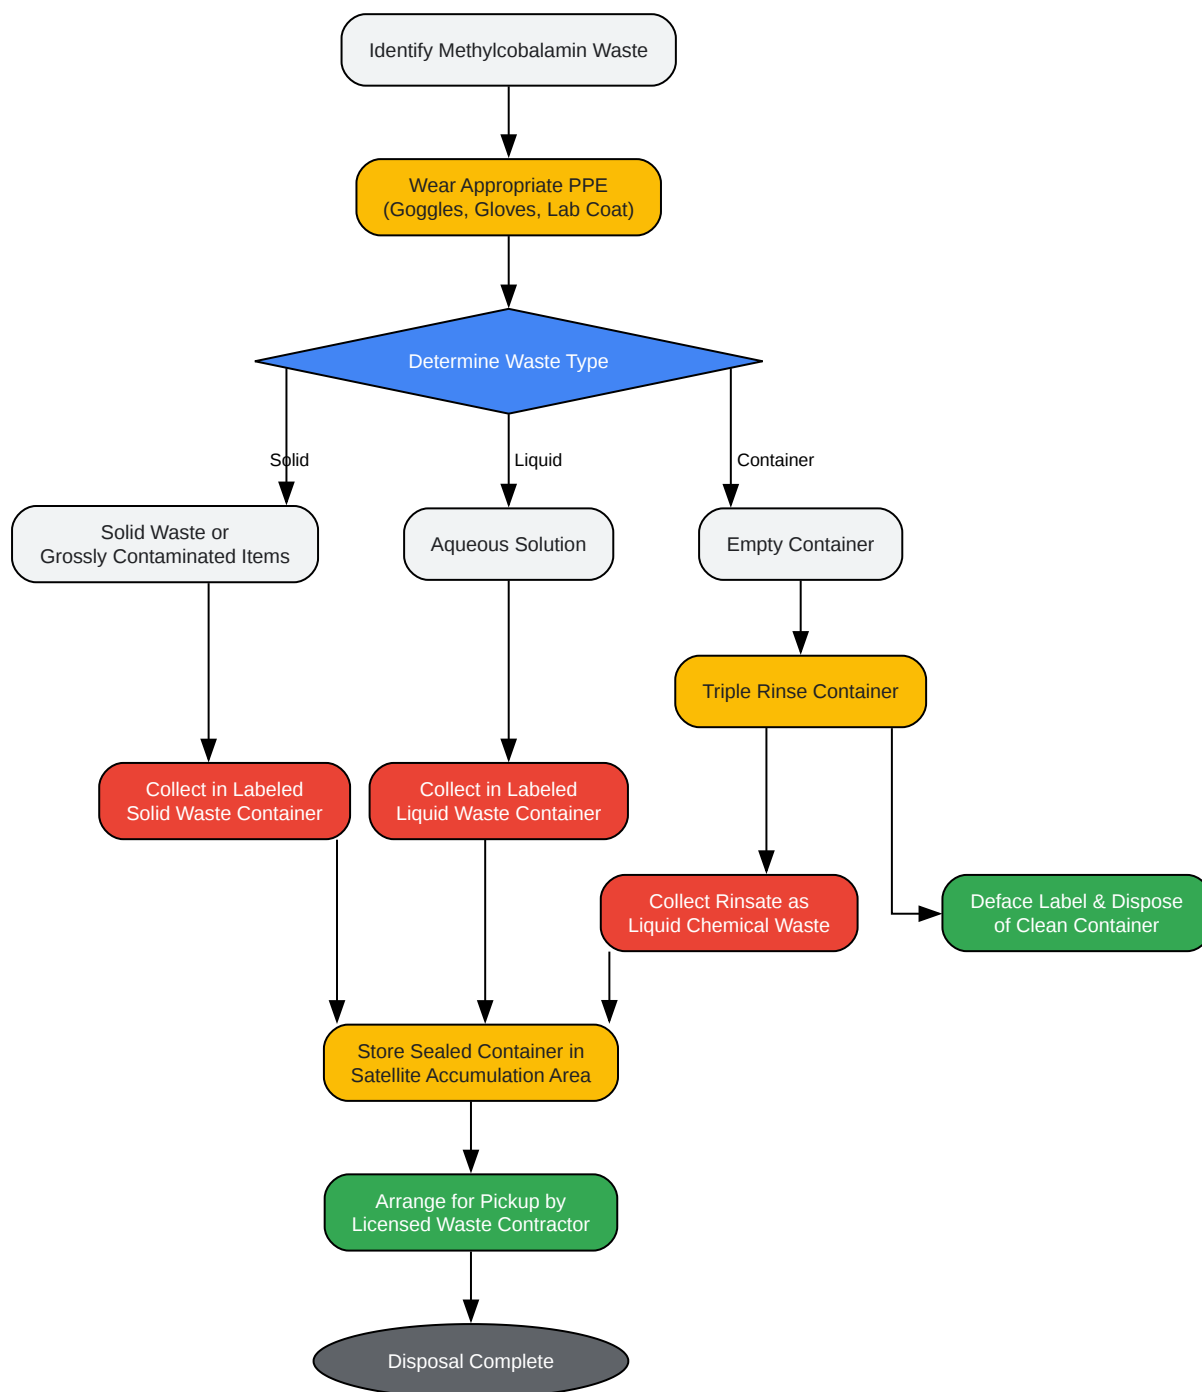 Identify Methylcobalamin Waste
Wear Appropriate PPE
(Goggles, Gloves, Lab Coat)
Determine Waste Type
Solid
Liquid
Container
Solid Waste or
Grossly Contaminated Items
Aqueous Solution
Empty Container
Triple Rinse Container
Collect in Labeled
Solid Waste Container
Collect in Labeled
Liquid Waste Container
Collect Rinsate as
Liquid Chemical Waste
Deface Label & Dispose
of Clean Container
Store Sealed Container in
Satellite Accumulation Area
Arrange for Pickup by
Licensed Waste Contractor
Disposal Complete